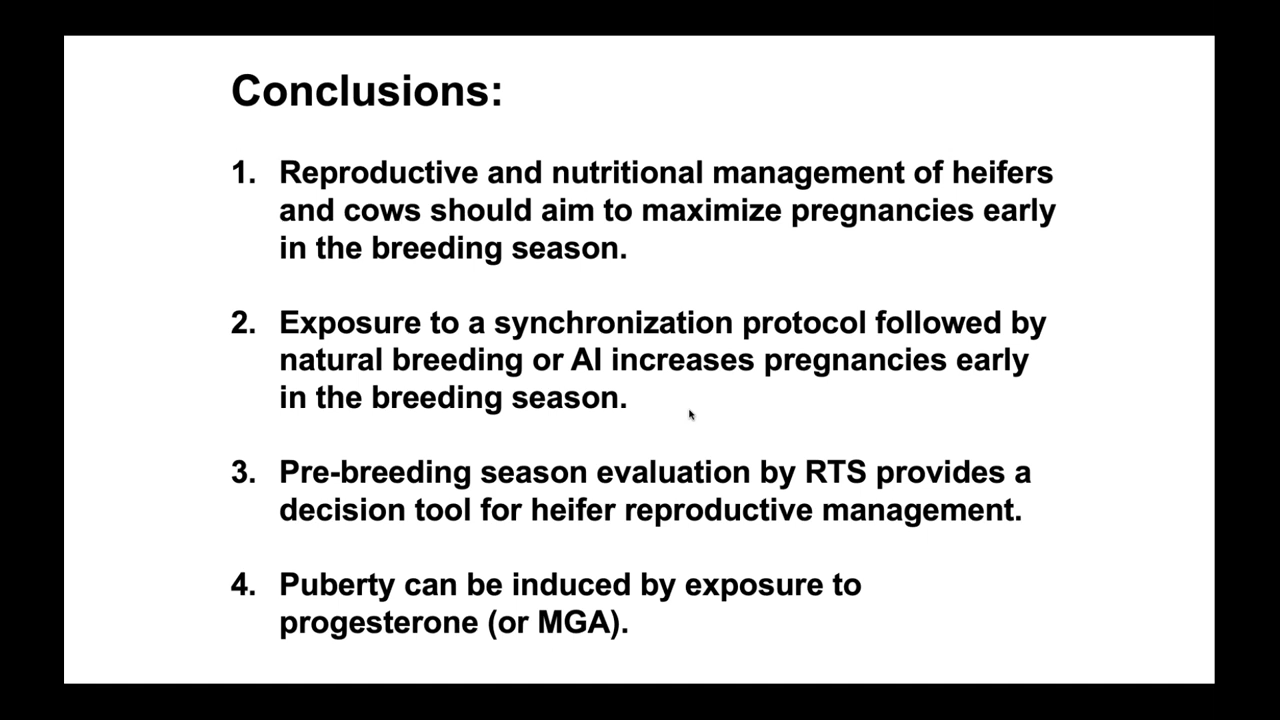 Conclusions:
1. Reproductive and nutritional management of heifers
and cows should aim to maximize pregnancies early
in the breeding season.
2. Exposure to a synchronization protocol followed by
natural breeding or AI increases pregnancies early
in the breeding season.
3. Pre-breeding season evaluation by RTS provides a
decision tool for heifer reproductive management.
4. Puberty can be induced by exposure to
progesterone (or MGA).